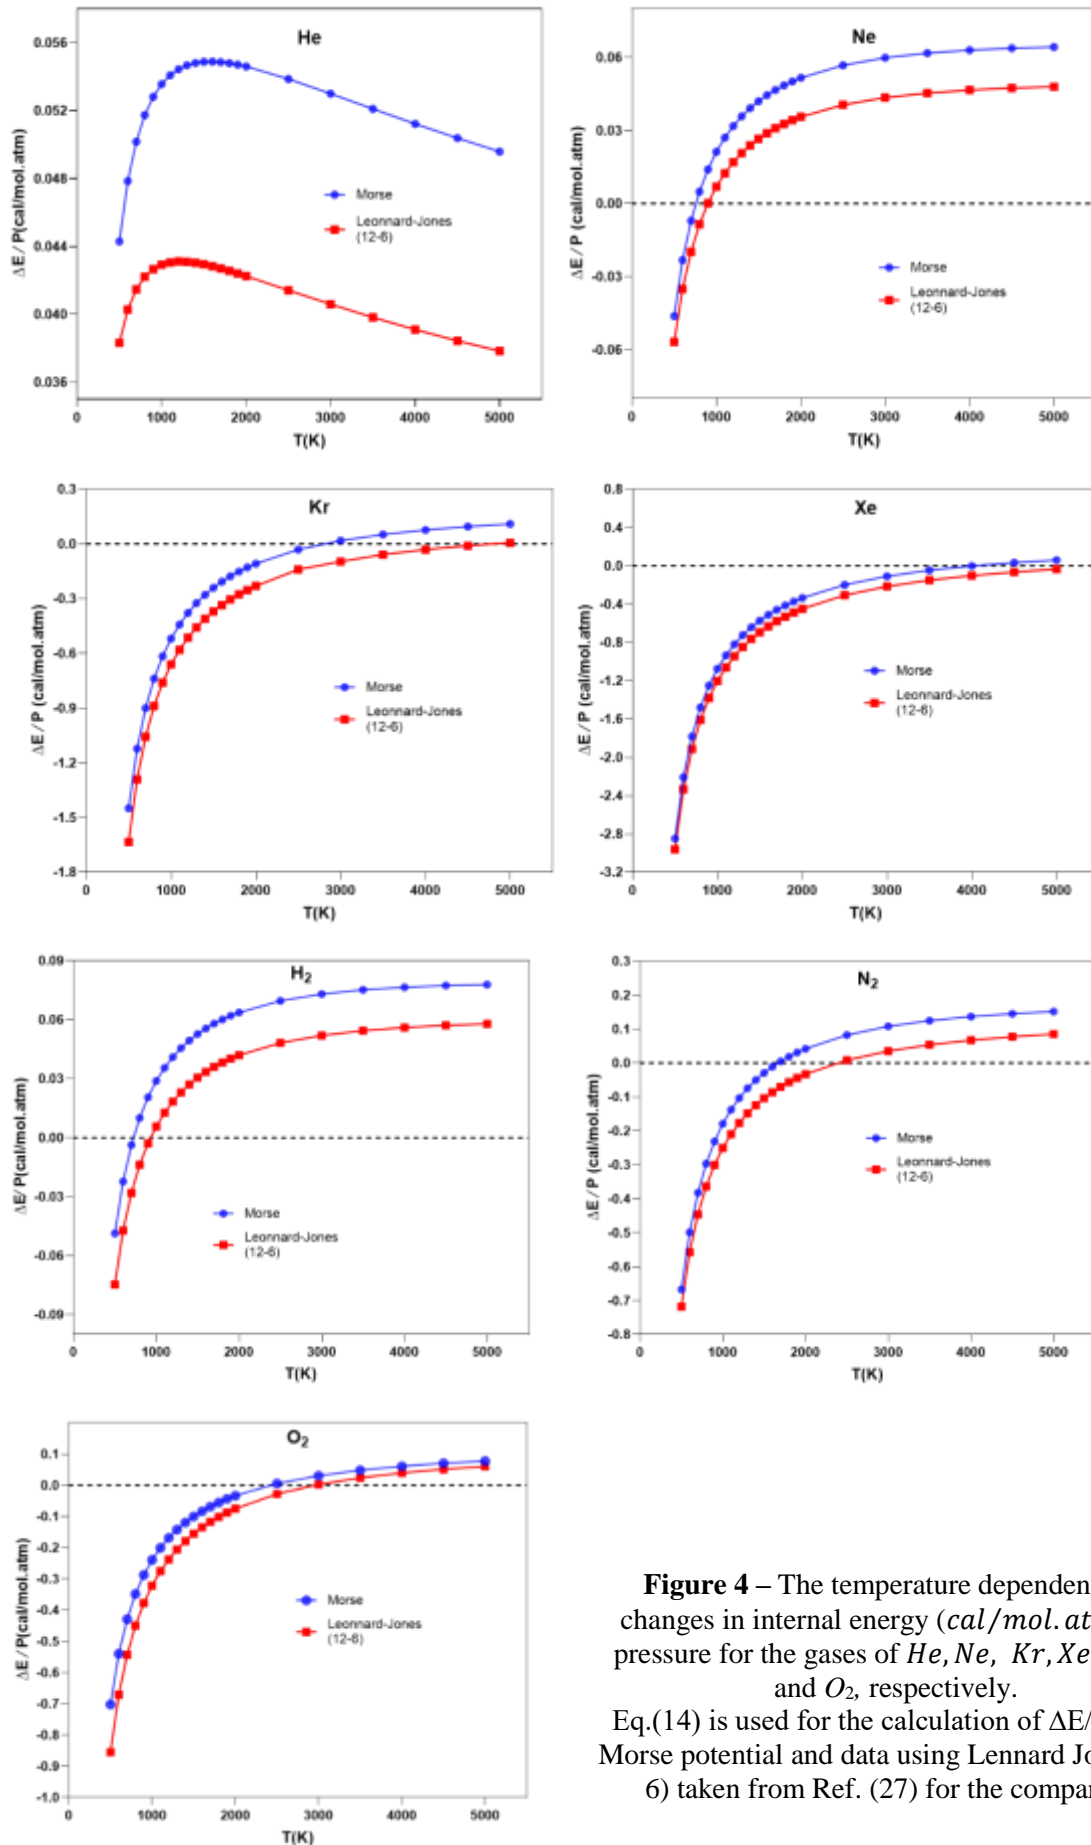 He
0.056
0.052
0.048
0.044
0.040
0.036
ΔE / P(cal/mol.atm)
Morse
Leonnard-Jones
(12-6)
0 1000 2000 3000 4000 5000
T(K)
Ne
0.06
0.03
0.00
-0.03
-0.06
ΔE / P (cal/mol.atm)
Morse
Leonnard-Jones
(12-6)
0 1000 2000 3000 4000 5000
T(K)
Kr
0.3
0.0
-0.3
-0.6
-0.9
-1.2
-1.5
-1.8
ΔE / P (cal/mol.atm)
Morse
Leonnard-Jones
(12-6)
0 1000 2000 3000 4000 5000
T(K)
Xe
0.8
0.4
0.0
-0.4
-0.8
-1.2
-1.6
-2.0
-2.4
-2.8
-3.2
ΔE / P (cal/mol.atm)
Morse
Leonnard-Jones
(12-6)
0 1000 2000 3000 4000 5000
T(K)
H₂
0.09
0.06
0.03
0.00
-0.03
-0.06
-0.09
ΔE/ P(cal/mol.atm)
Morse
Leonnard-Jones
(12-6)
0 1000 2000 3000 4000 5000
T(K)
N₂
0.3
0.2
0.1
0.0
-0.1
-0.2
-0.3
-0.4
-0.5
-0.6
-0.7
-0.8
ΔE / P (cal/mol.atm)
Morse
Leonnard-Jones
(12-6)
0 1000 2000 3000 4000 5000
T(K)
O₂
0.1
0.0
-0.1
-0.2
-0.3
-0.4
-0.5
-0.6
-0.7
-0.8
-0.9
-1.0
ΔE / P(cal/mol.atm)
Morse
Leonnard-Jones
(12-6)
0 1000 2000 3000 4000 5000
T(K)
Figure 4 – The temperature dependen
changes in internal energy (cal/mol.at
pressure for the gases of He, Ne, Kr, Xe
and O₂, respectively.
Eq.(14) is used for the calculation of ΔE/
Morse potential and data using Lennard Jo
6) taken from Ref. (27) for the compar